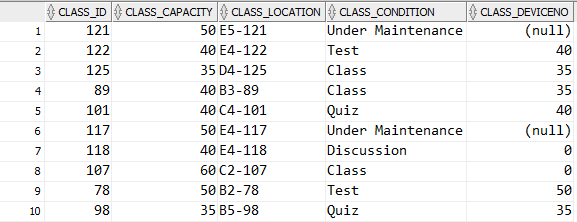 CLASS_ID CLASS_CAPACITY CLASS_LOCATION CLASS_CONDITION CLASS_DEVICENO
1 121 50 E5-121 Under Maintenance (null)
2 122 40 E4-122 Test 40
3 125 35 D4-125 Class 35
4 89 40 B3-89 Class 35
5 101 40 C4-101 Quiz 40
6 117 50 E4-117 Under Maintenance (null)
7 118 40 E4-118 Discussion 0
8 107 60 C2-107 Class 0
9 78 50 B2-78 Test 50
10 98 35 B5-98 Quiz 35